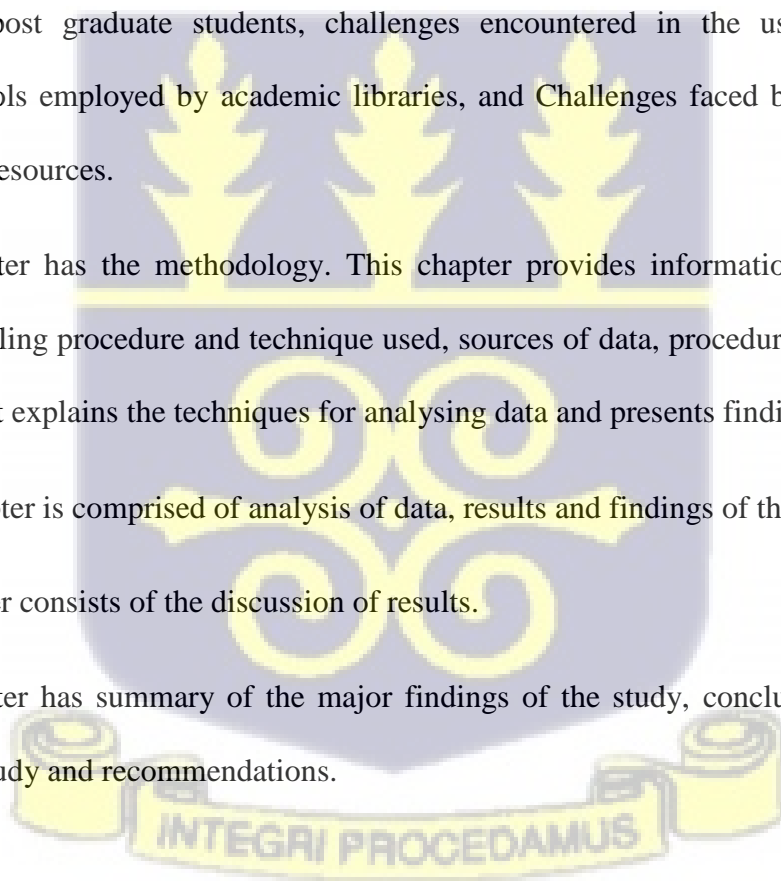 post graduate students, challenges encountered in the us
ols employed by academic libraries, and Challenges faced b
esources.
ter has the methodology. This chapter provides informatio
ling procedure and technique used, sources of data, procedur
t explains the techniques for analysing data and presents findi
ter is comprised of analysis of data, results and findings of th
r consists of the discussion of results.
ter has summary of the major findings of the study, conclu
udy and recommendations.
INTEGRI PROCEDAMUS